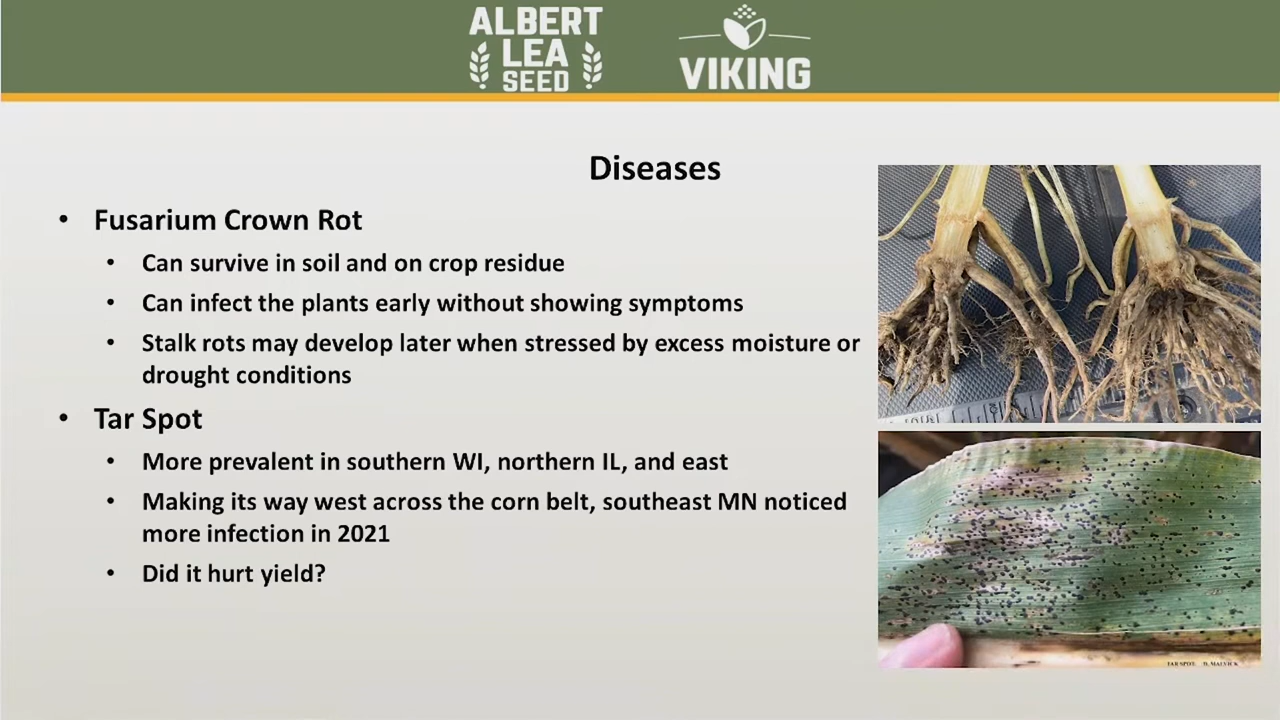 ALBERT
LEA
SEED
VIKING
Diseases
• Fusarium Crown Rot
• Can survive in soil and on crop residue
• Can infect the plants early without showing symptoms
• Stalk rots may develop later when stressed by excess moisture or
drought conditions
• Tar Spot
• More prevalent in southern WI, northern IL, and east
• Making its way west across the corn belt, southeast MN noticed
more infection in 2021
• Did it hurt yield?
TAR SPOT D. MALVICK